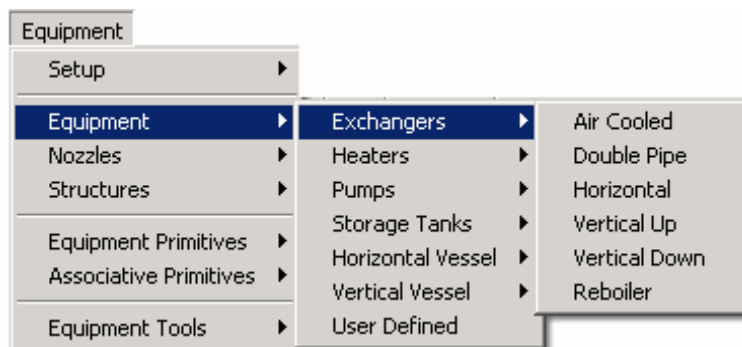 Equipment
Setup
Equipment
Nozzles
Structures
Equipment Primitives
Associative Primitives
Equipment Tools
Exchangers
Heaters
Pumps
Storage Tanks
Horizontal Vessel
Vertical Vessel
User Defined
Air Cooled
Double Pipe
Horizontal
Vertical Up
Vertical Down
Reboiler